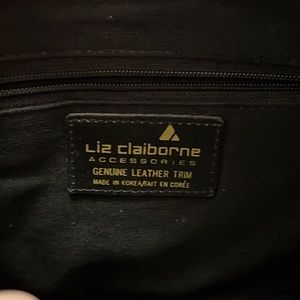 Liz claiborne
ACCESSORIES
GENUINE LEATHER TRIM
MADE IN KOREA/FAIT EN CORÉE